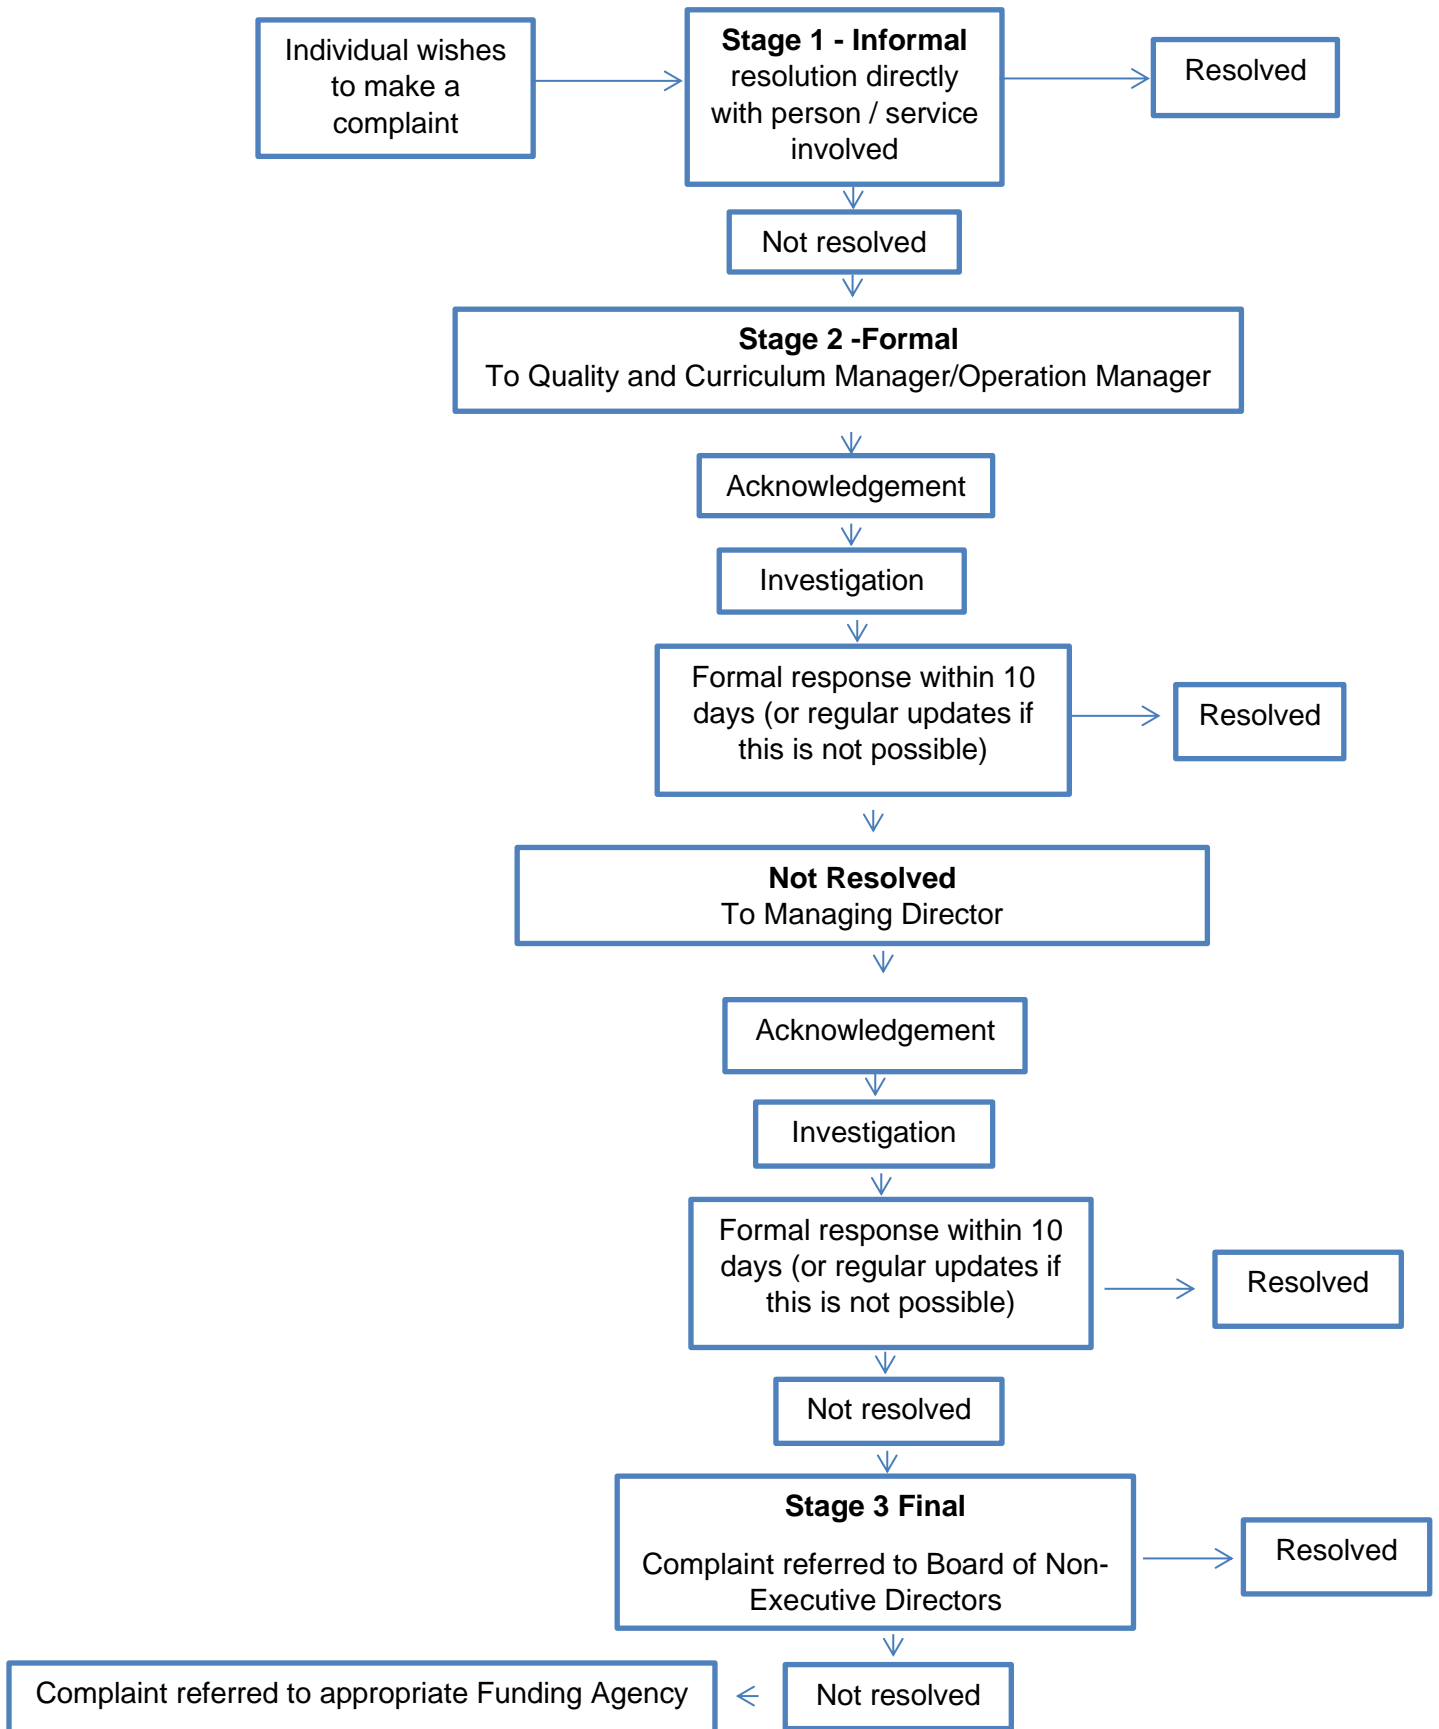 Individual wishes
to make a
complaint
Stage 1 - Informal
resolution directly
with person / service
involved
Resolved
Not resolved
Stage 2 -Formal
To Quality and Curriculum Manager/Operation Manager
Acknowledgement
Investigation
Formal response within 10
days (or regular updates if
this is not possible)
Resolved
Not Resolved
To Managing Director
Acknowledgement
Investigation
Formal response within 10
days (or regular updates if
this is not possible)
Resolved
Not resolved
Stage 3 Final
Complaint referred to Board of Non-
Executive Directors
Resolved
Not resolved
Complaint referred to appropriate Funding Agency